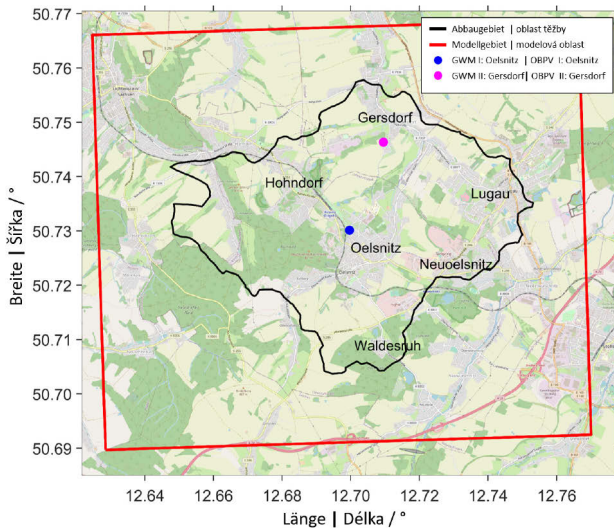 50.77
50.76
50.75
50.74
50.73
50.72
50.71
50.70
50.69
Breite | Šířka / °
Abbaugebiet | oblast těžby
Modellgebiet | modelová oblast
GWM I: Oelsnitz | OBPV I: Oelsnitz
GWM II: Gersdorf | OBPV II: Gersdorf
Gersdorf
Hohndorf
Lugau
Oelsnitz
Neuoelsnitz
Waldesruh
12.64
12.66
12.68
12.70
12.72
12.74
12.76
Länge | Délka / °